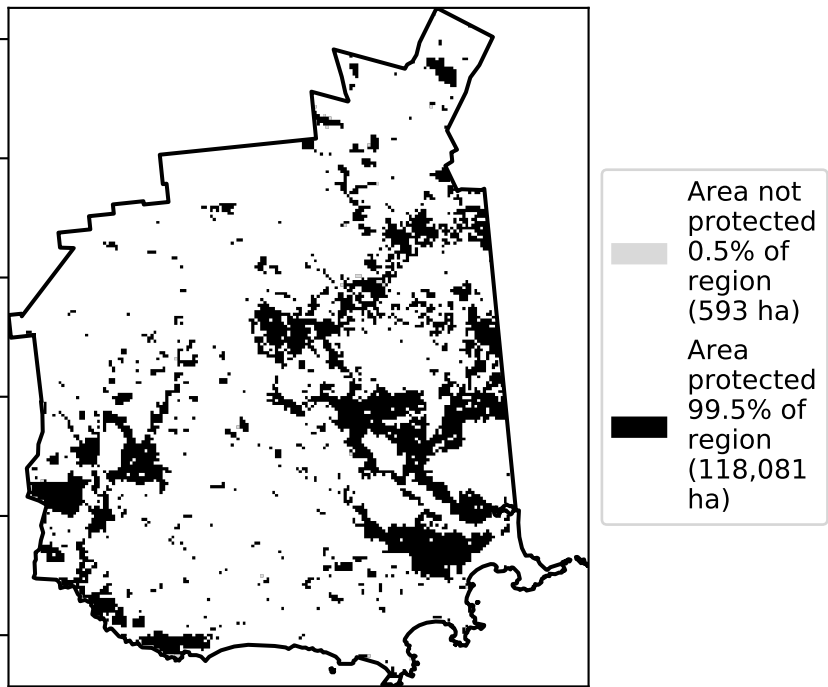 Area not
protected
0.5% of
region
(593 ha)
Area
protected
99.5% of
region
(118,081
ha)